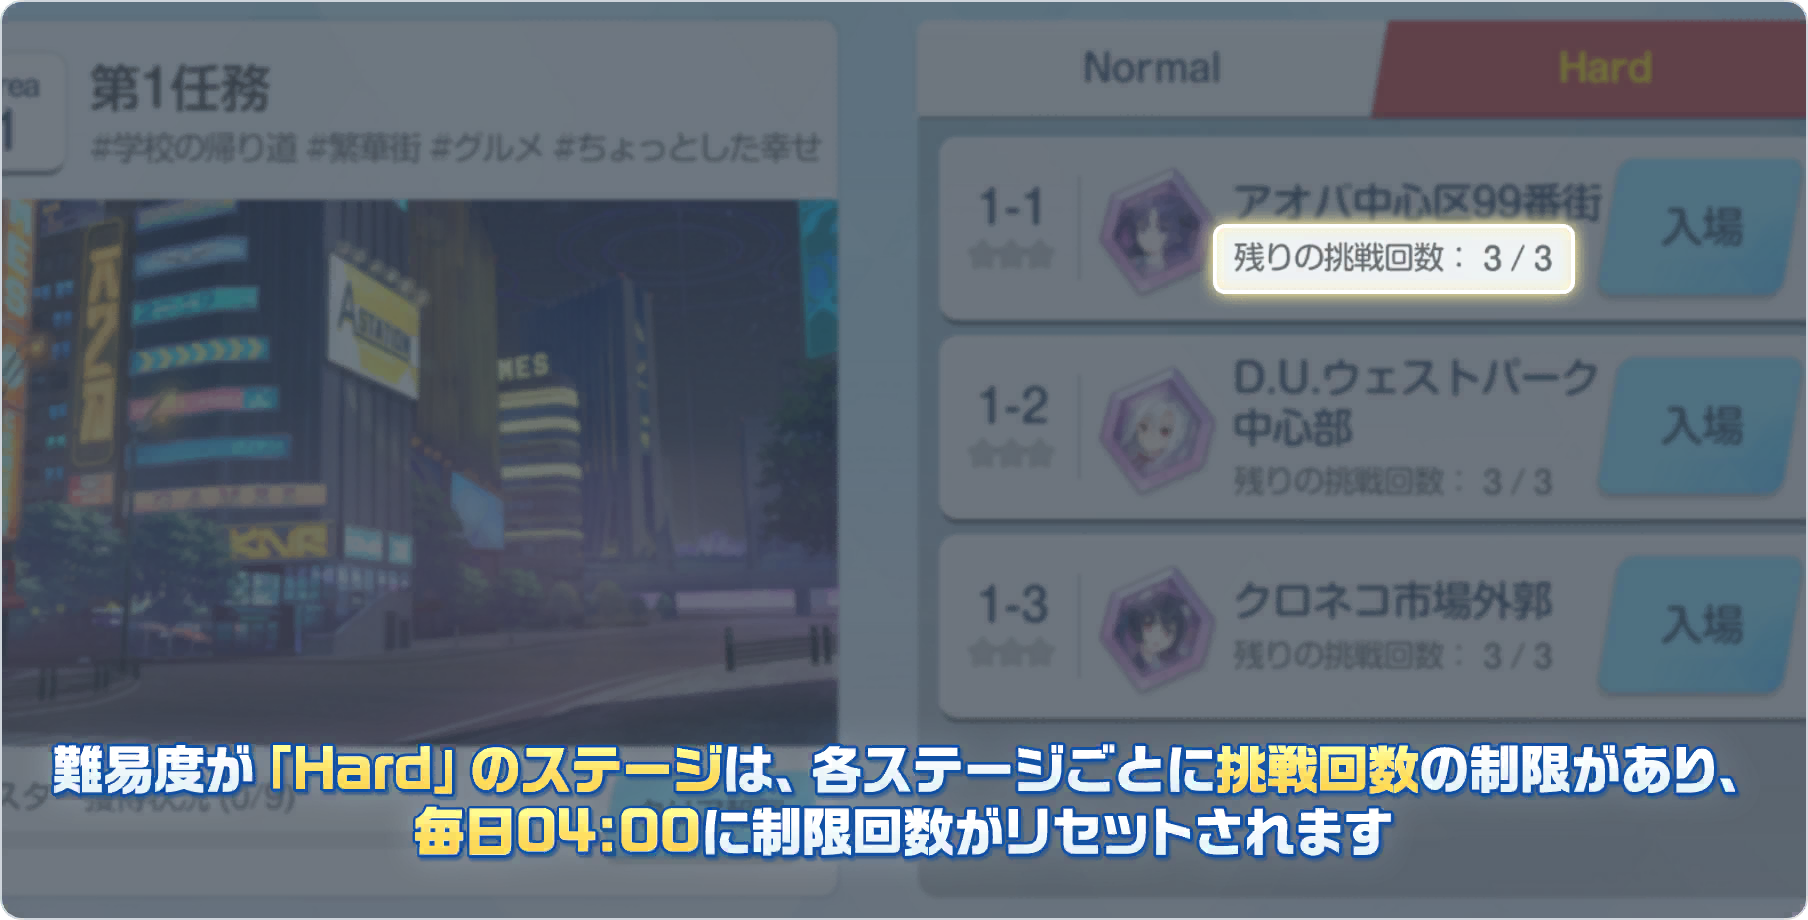 rea
1
第1任務
#学校の帰り道 #繁華街 #グルメ #ちょっとした幸せ
A STATION
MES
Normal
Hard
1-1
アオバ中心区99番街
残りの挑戦回数： 3 / 3
入場
1-2
D.U.ウェストパーク
中心部
残りの挑戦回数： 3 / 3
入場
1-3
クロネコ市場外郭
残りの挑戦回数： 3 / 3
入場
難易度が「Hard」のステージは、各ステージごとに挑戦回数の制限があり、
毎日04:00に制限回数がリセットされます